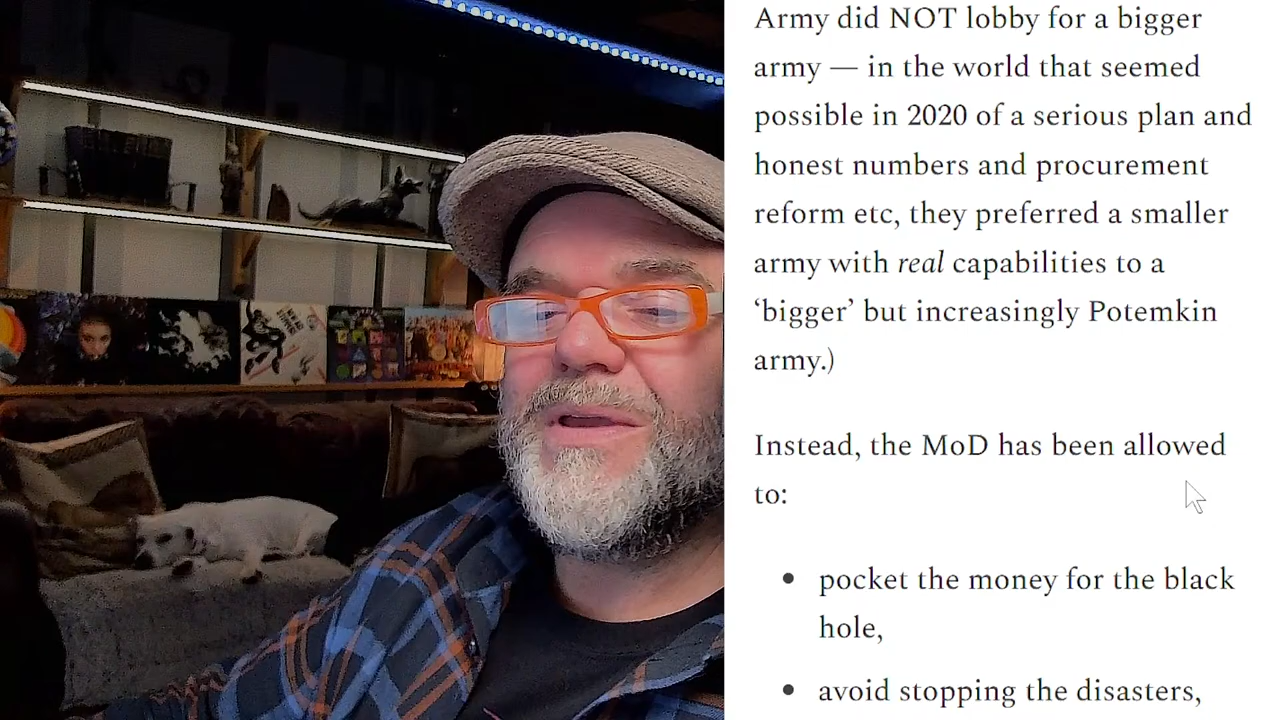 Army did NOT lobby for a bigger
army — in the world that seemed
possible in 2020 of a serious plan and
honest numbers and procurement
reform etc, they preferred a smaller
army with real capabilities to a
‘bigger’ but increasingly Potemkin
army.)
Instead, the MoD has been allowed
to:
• pocket the money for the black
hole,
• avoid stopping the disasters,